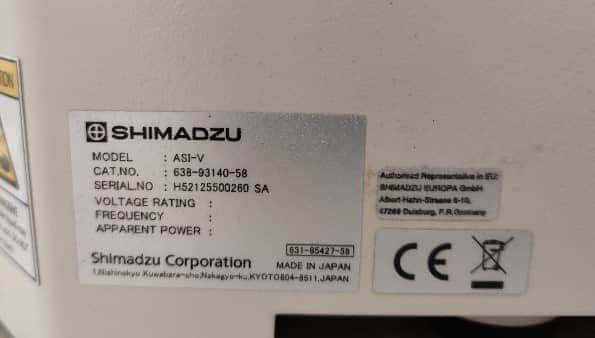 SHIMADZU
MODEL : ASI-V
CAT.NO. : 638-93140-58
SERIAL.NO : H52125500260 SA
VOLTAGE RATING :
FREQUENCY :
APPARENT POWER :
631-65427-58
Shimadzu Corporation MADE IN JAPAN
1,Nishinokyo Kuwabara-cho,Nakagyo-ku,KYOTO604-8511,JAPAN
Authorized Representative in EU:
SHIMADZU EUROPA GmbH
Albert-Hahn-Strasse 6-10,
47269 Duisburg, F.R.Germany
CE